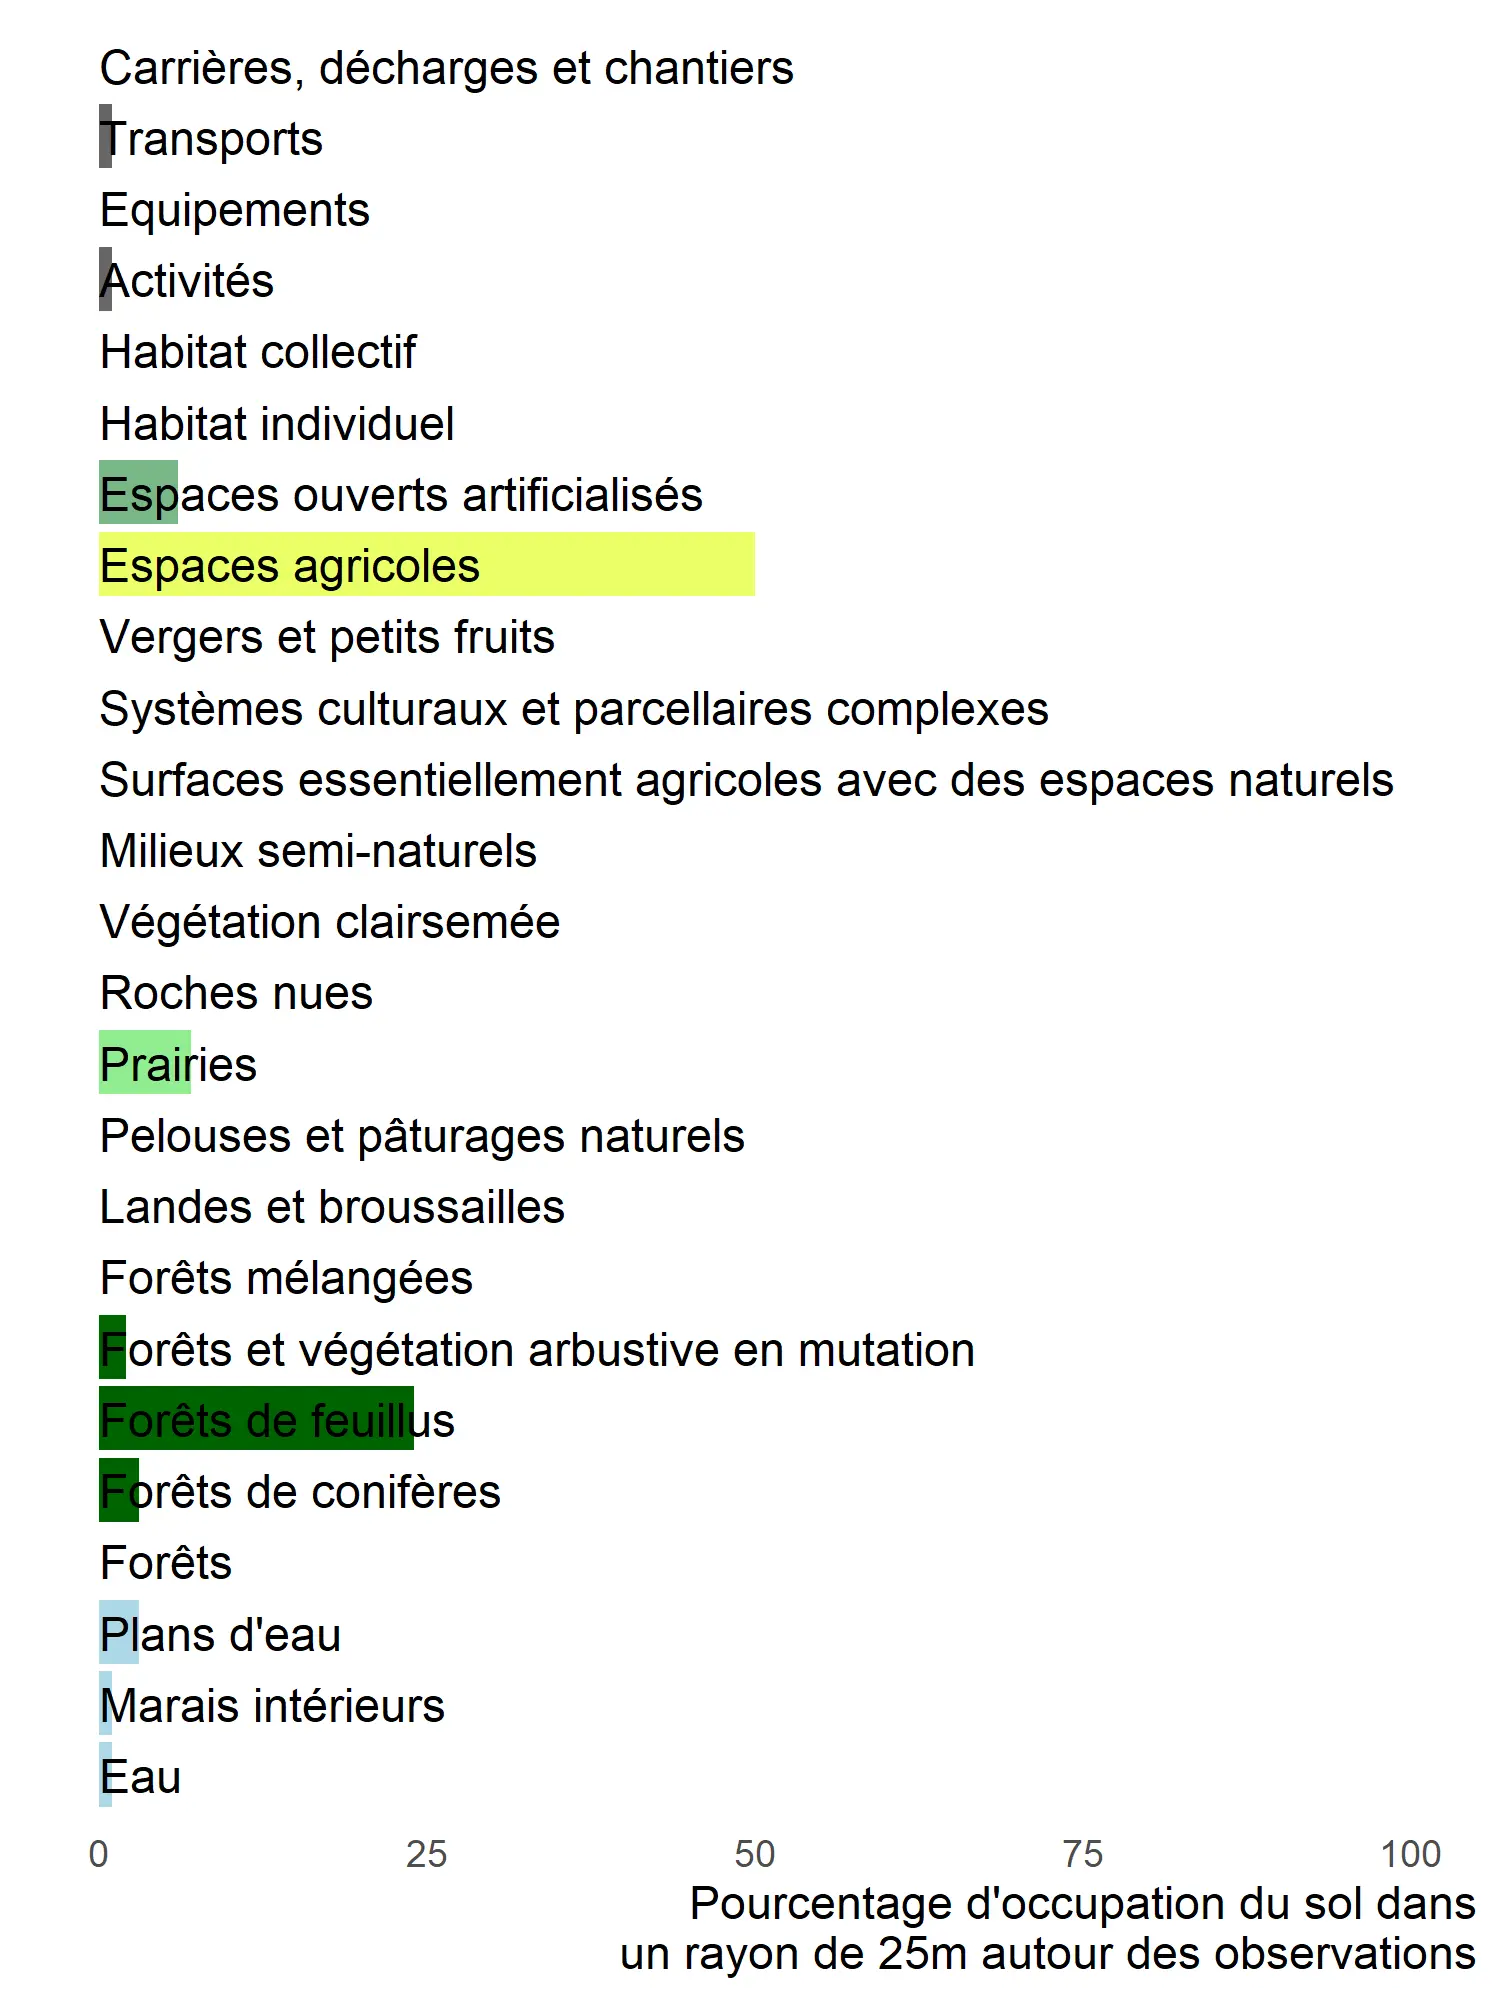 Carrières, décharges et chantiers
Transports
Equipements
Activités
Habitat collectif
Habitat individuel
Espaces ouverts artificialisés
Espaces agricoles
Vergers et petits fruits
Systèmes culturaux et parcellaires complexes
Surfaces essentiellement agricoles avec des espaces naturels
Milieux semi-naturels
Végétation clairsemée
Roches nues
Prairies
Pelouses et pâturages naturels
Landes et broussailles
Forêts mélangées
Forêts et végétation arbustive en mutation
Forêts de feuillus
Forêts de conifères
Forêts
Plans d'eau
Marais intérieurs
Eau
0 25 50 75 100
Pourcentage d'occupation du sol dans
un rayon de 25m autour des observations